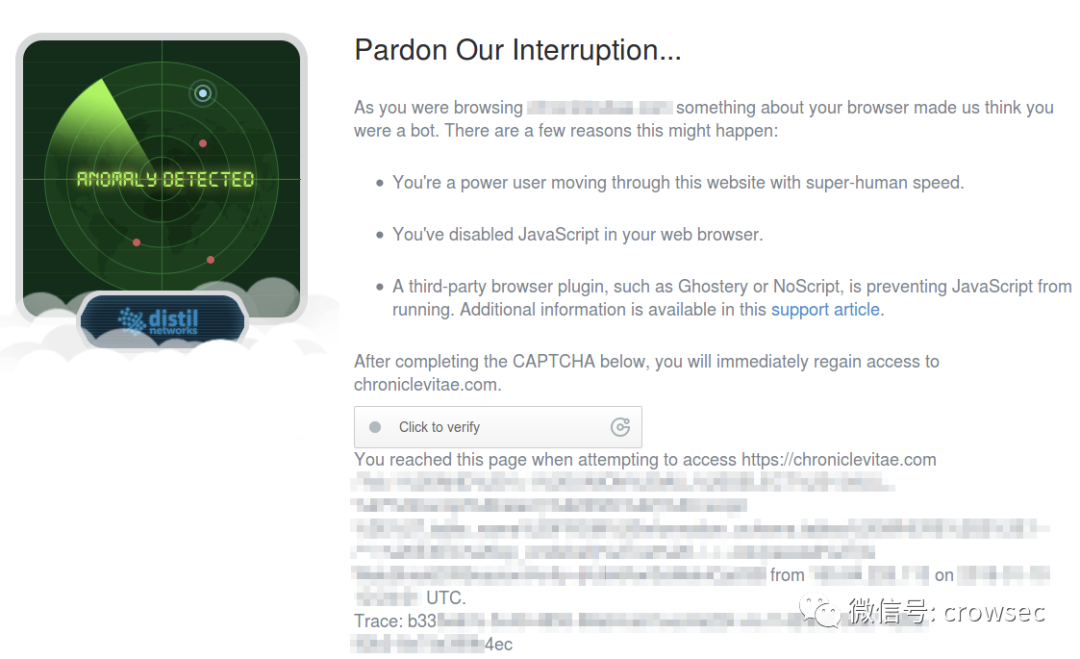 Pardon Our Interruption...
As you were browsing something about your browser made us think you
were a bot. There are a few reasons this might happen:
You're a power user moving through this website with super-human speed.
You've disabled JavaScript in your web browser.
A third-party browser plugin, such as Ghostery or NoScript, is preventing JavaScript from
running. Additional information is available in this support article.
After completing the CAPTCHA below, you will immediately regain access to
chroniclevitae.com.
Click to verify
You reached this page when attempting to access https://chroniclevitae.com
from on
UTC.
Trace: b33
4ec
ANOMALY DETECTED
distil
networks
微信号: crowsec